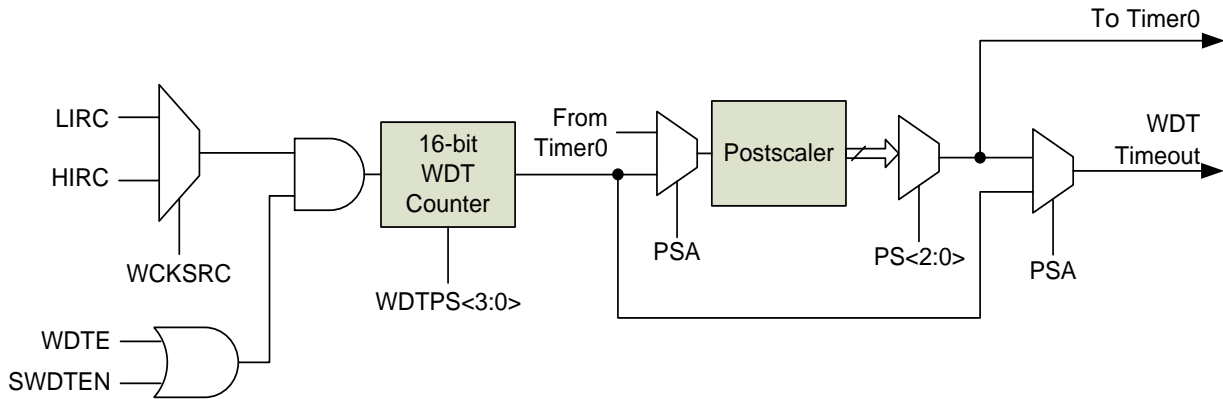 To Timer0
LIRC
HIRC
WCKSRC
WDTE
SWDTEN
16-bit
WDT
Counter
WDTPS<3:0>
From
Timer0
PSA
Postscaler
PS<2:0>
WDT
Timeout
PSA